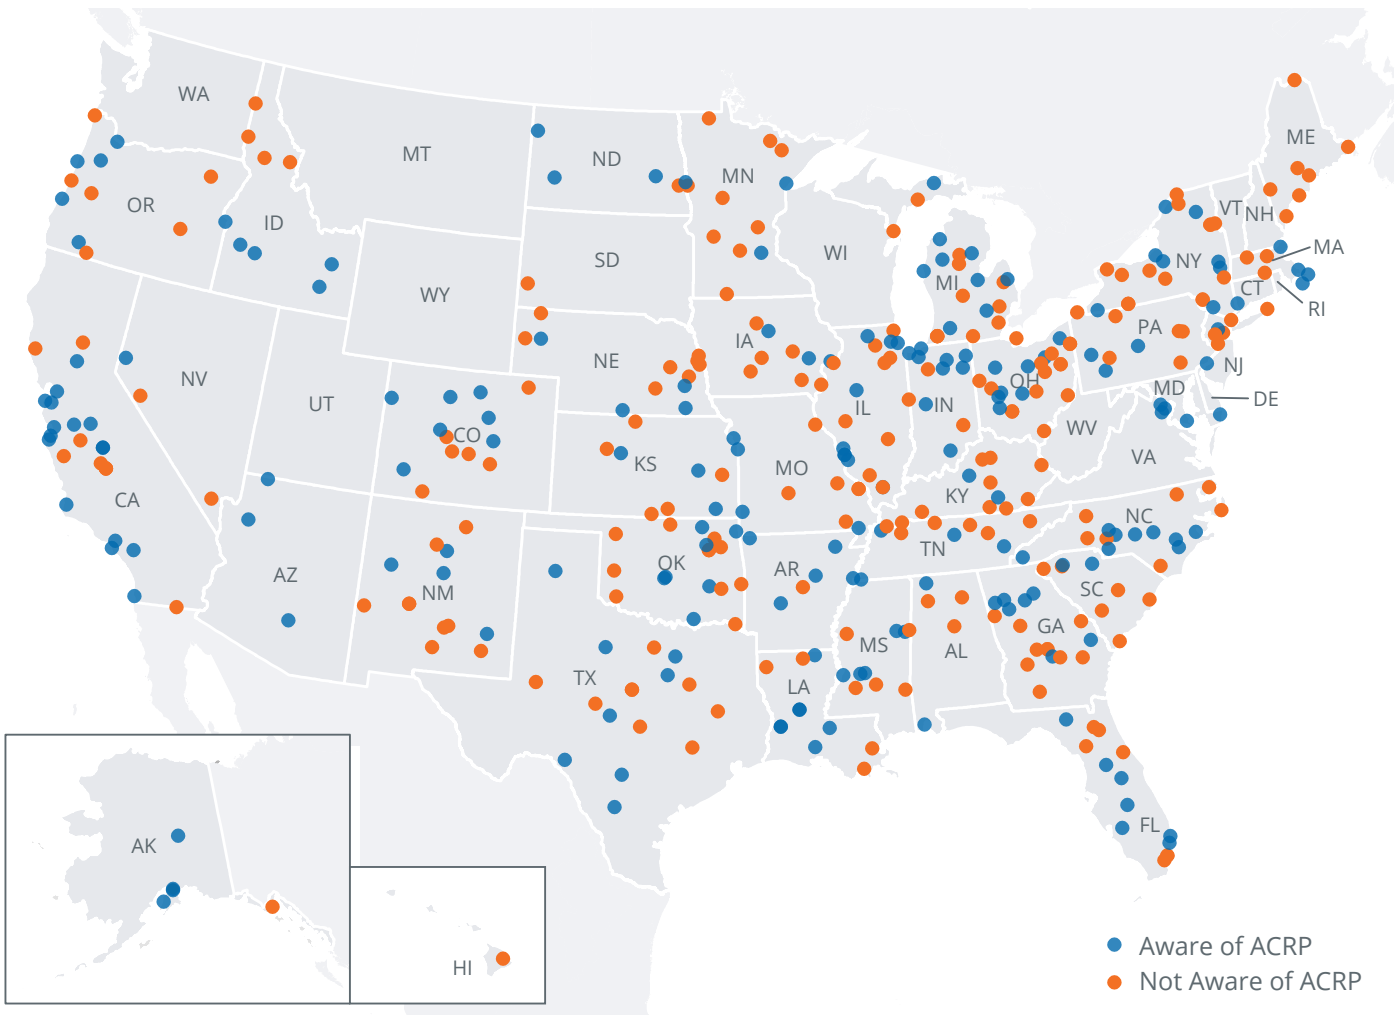 WA
MT
ND
MN
ME
OR
ID
WI
VT
NH
MA
SD
NY
WY
MI
CT
RI
IA
PA
NE
NV
NJ
UT
OH
MD
DE
IL
IN
CO
WV
KS
MO
VA
CA
KY
NC
TN
AZ
OK
AR
NM
SC
GA
MS
AL
TX
LA
FL
AK
HI
Aware of ACRP
Not Aware of ACRP